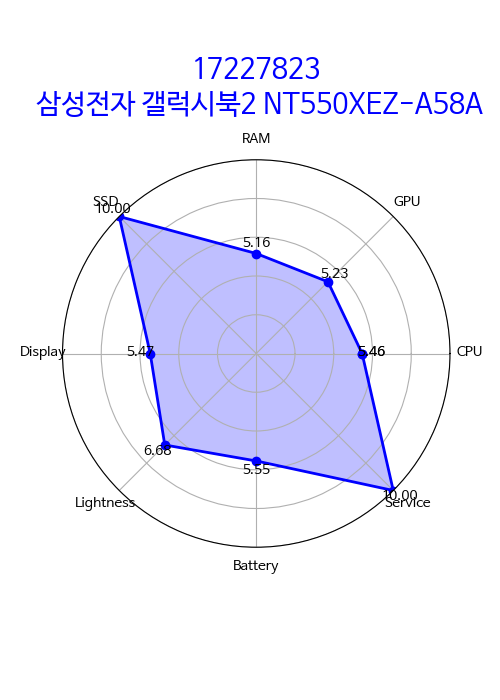 17227823
삼성전자 갤럭시북2 NT550XEZ-A58A
RAM
SSD
GPU
10.00
5.16
5.23
Display
5.47
5.46
CPU
6.68
5.55
10.00
Lightness
Service
Battery